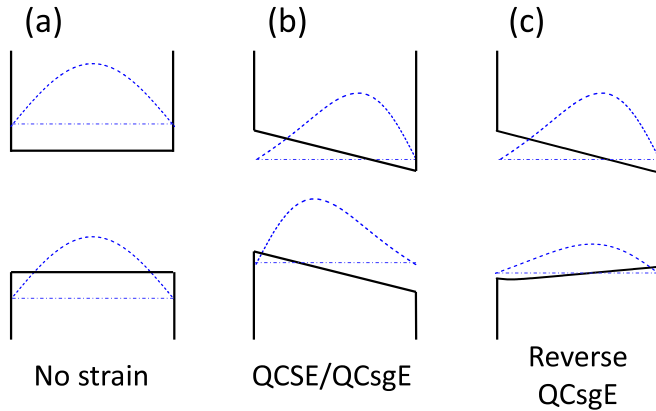 (a)
(b)
(c)
No strain
QCSE/QCsgE
Reverse
QCsgE